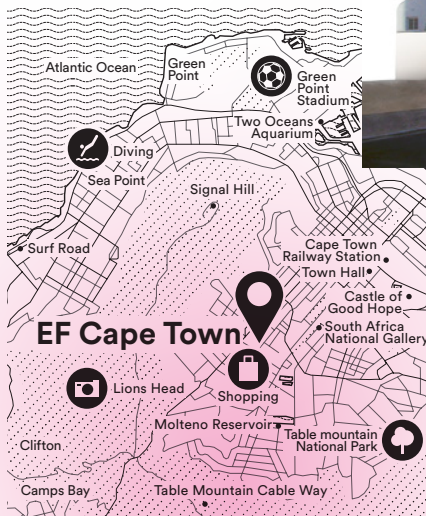 Atlantic Ocean
Green
Point
Green
Point
Stadium
Two Oceans
Aquarium
Diving
Sea Point
Signal Hill
Surf Road
Cape Town
Railway Station
Town Hall
Castle of
Good Hope
EF Cape Town
South Africa
National Gallery
Lions Head
Shopping
Molteno Reservoir
Table mountain
National Park
Clifton
Camps Bay
Table Mountain Cable Way